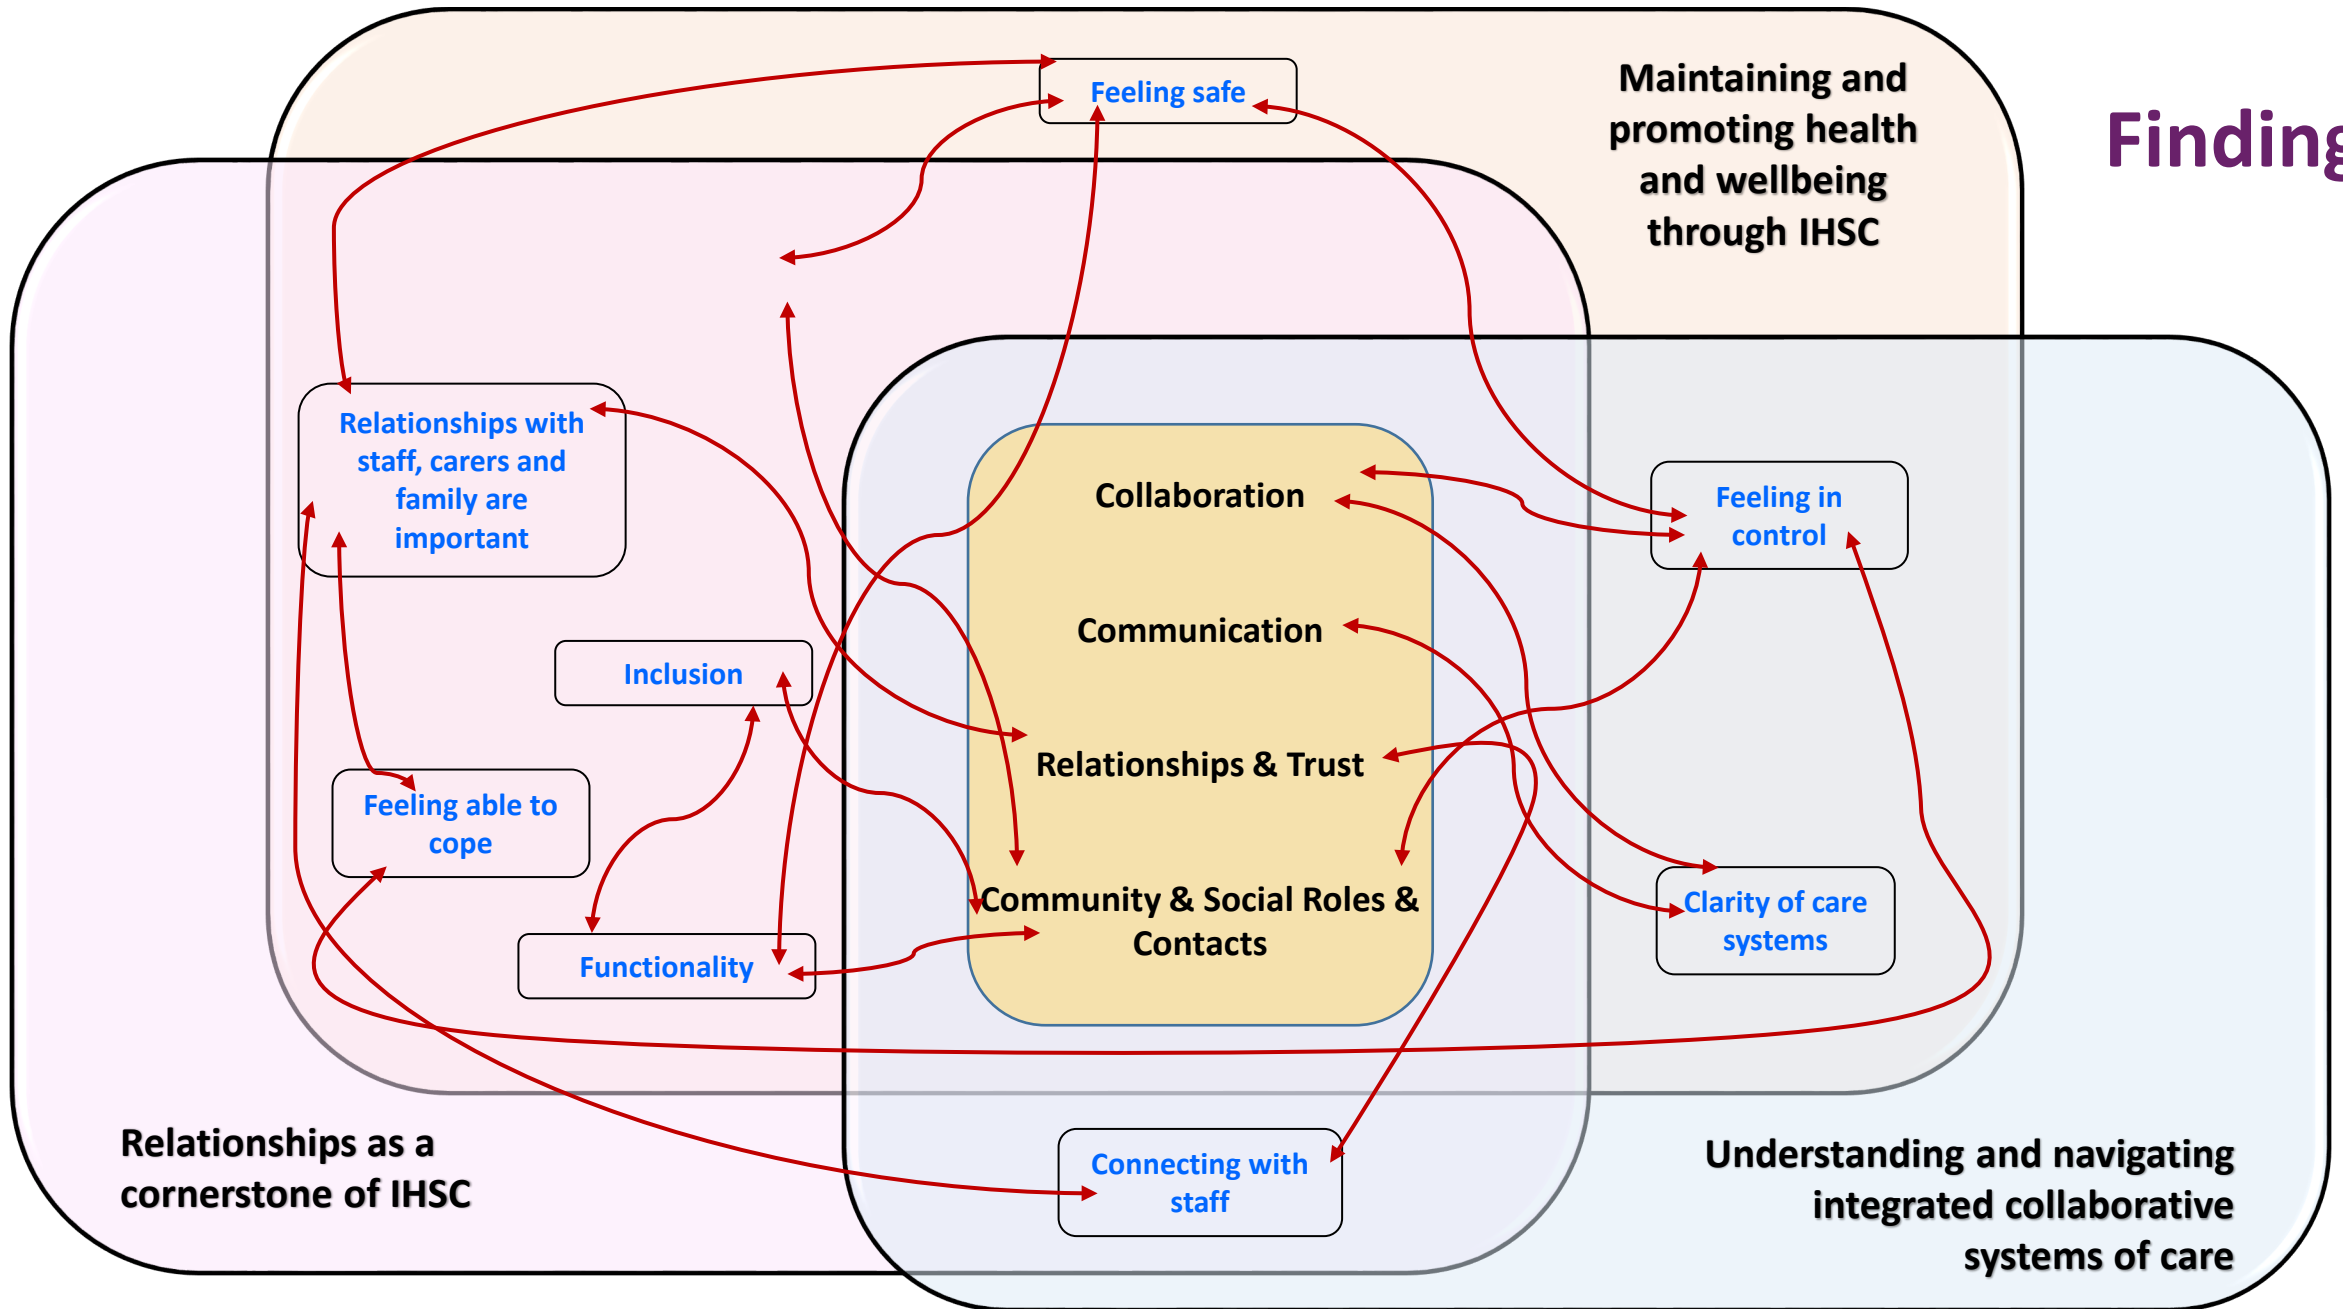 Feeling safe
Maintaining and
promoting health
and wellbeing
through IHSC
Finding
Relationships with
staff, carers and
family are
important
Collaboration
Feeling in
control
Communication
Inclusion
Relationships & Trust
Feeling able to
cope
Community & Social Roles &
Contacts
Clarity of care
systems
Functionality
Relationships as a
cornerstone of IHSC
Connecting with
staff
Understanding and navigating
integrated collaborative
systems of care